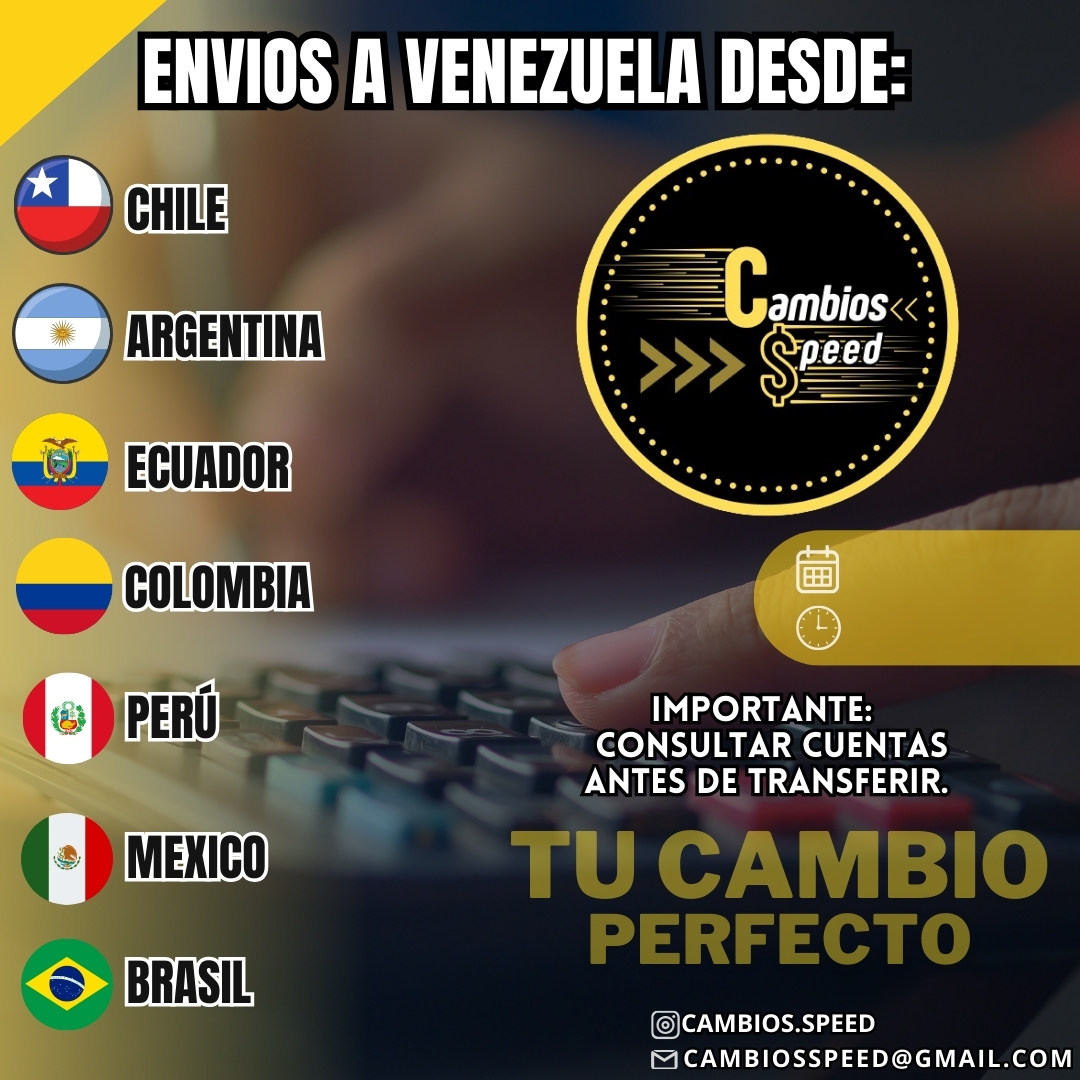 ENVIOS A VENEZUELA DESDE:
CHILE
ARGENTINA
ECUADOR
COLOMBIA
PERÚ
MEXICO
BRASIL
Cambios
$peed
IMPORTANTE:
CONSULTAR CUENTAS
ANTES DE TRANSFERIR.
TU CAMBIO
PERFECTO
CAMBIOS.SPEED
CAMBIOSSPEED@GMAIL.COM